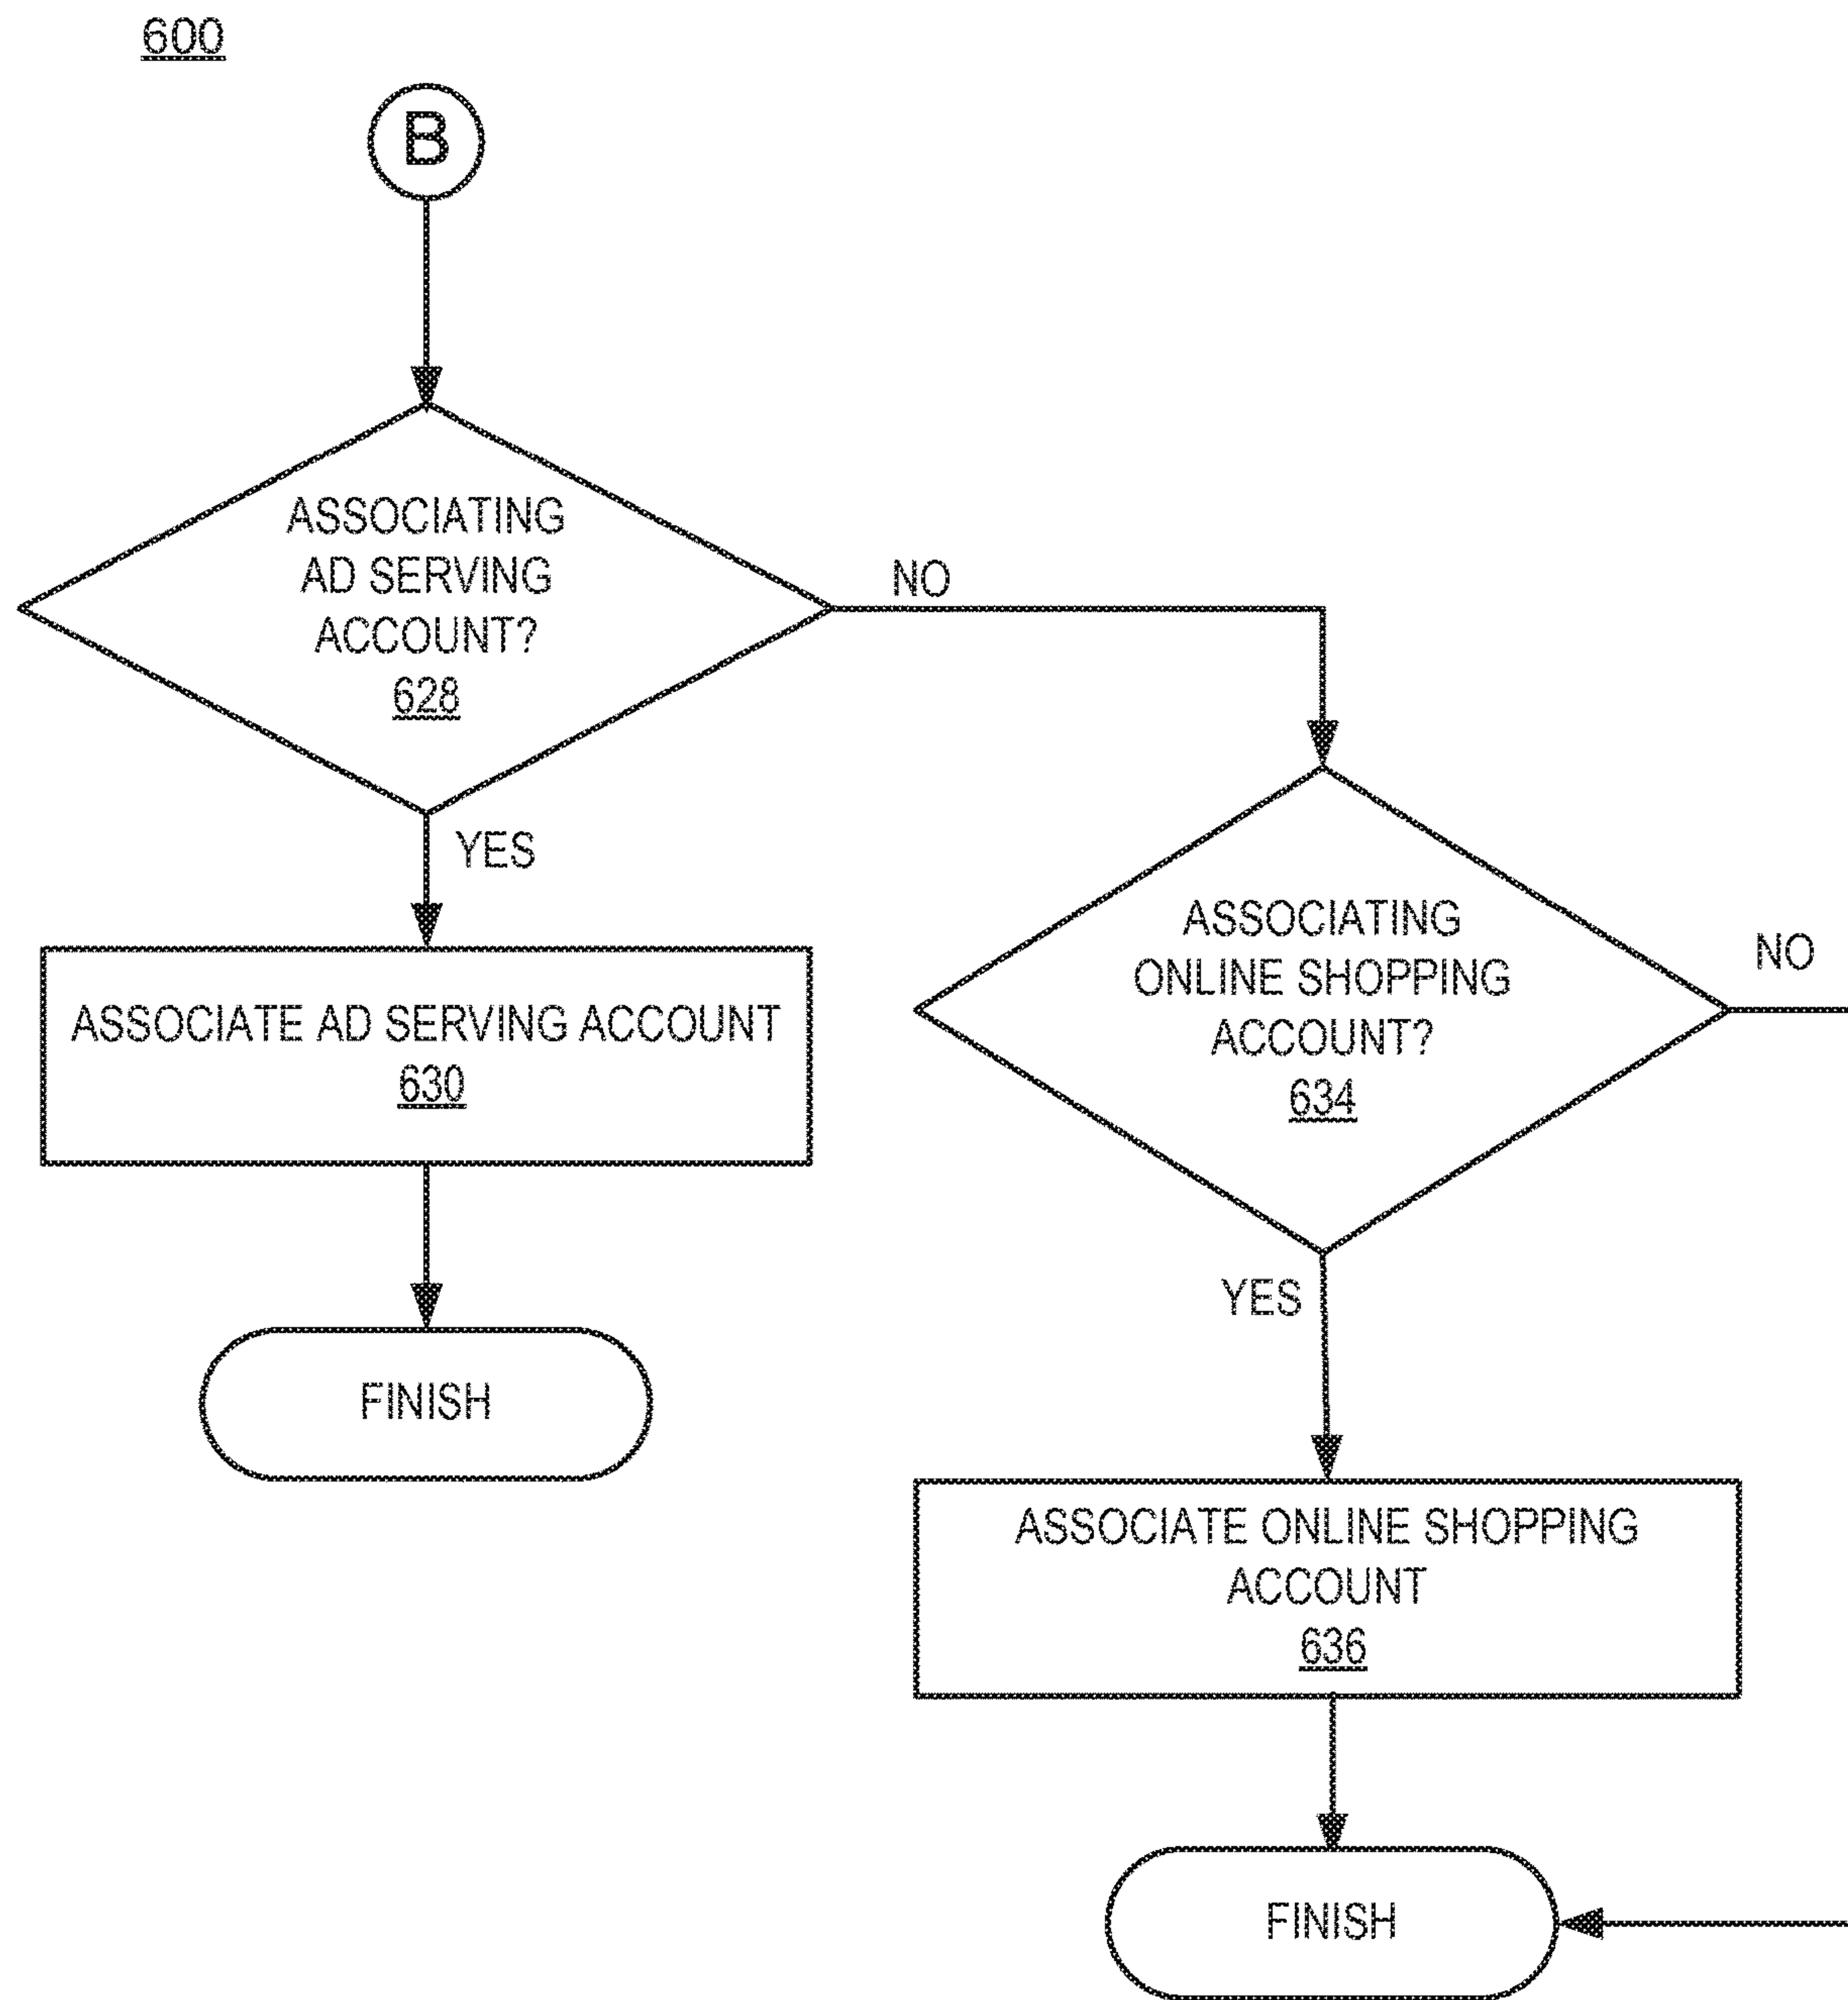 600
B
ASSOCIATING
AD SERVING
ACCOUNT?
628
NO
YES
ASSOCIATE AD SERVING ACCOUNT
630
FINISH
ASSOCIATING
ONLINE SHOPPING
ACCOUNT?
634
NO
YES
ASSOCIATE ONLINE SHOPPING
ACCOUNT
636
FINISH